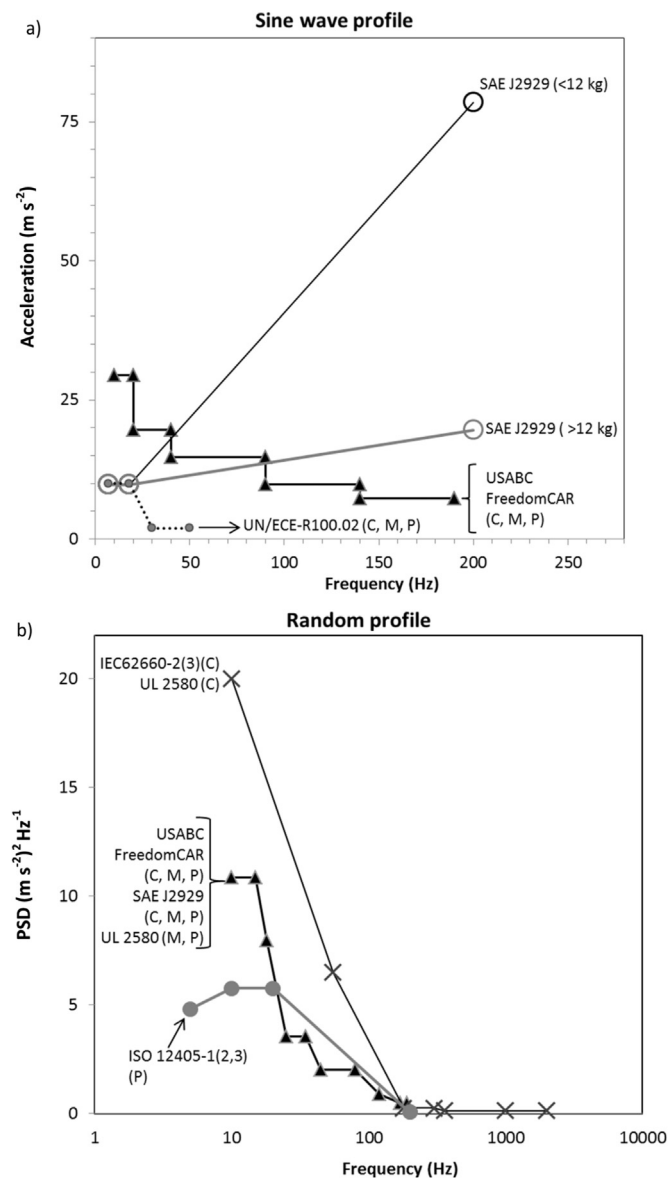 a)
Sine wave profile
Acceleration (m s-2)
75
50
25
0
SAE J2929 (<12 kg)
SAE J2929 ( >12 kg)
USABC
FreedomCAR
(C, M, P)
UN/ECE-R100.02 (C, M, P)
0 50 100 150 200 250
Frequency (Hz)
b)
Random profile
PSD (m s-2)2 Hz-1
20
15
10
5
0
IEC62660-2(3)(C)
UL 2580 (C)
USABC
FreedomCAR
(C, M, P)
SAE J2929
(C, M, P)
UL 2580 (M, P)
ISO 12405-1(2,3)
(P)
1 10 100 1000 10000
Frequency (Hz)